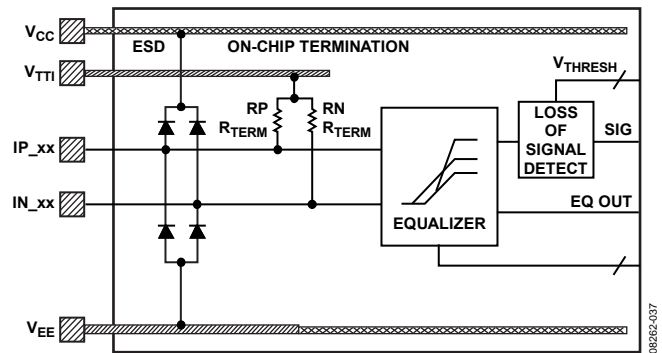 VCC
ESD
ON-CHIP TERMINATION
VTTI
VTHRESH
RP
RTERM
RN
RTERM
LOSS
OF
SIGNAL
DETECT
SIG
IP_xx
IN_xx
EQUALIZER
EQ OUT
VEE
08262-037